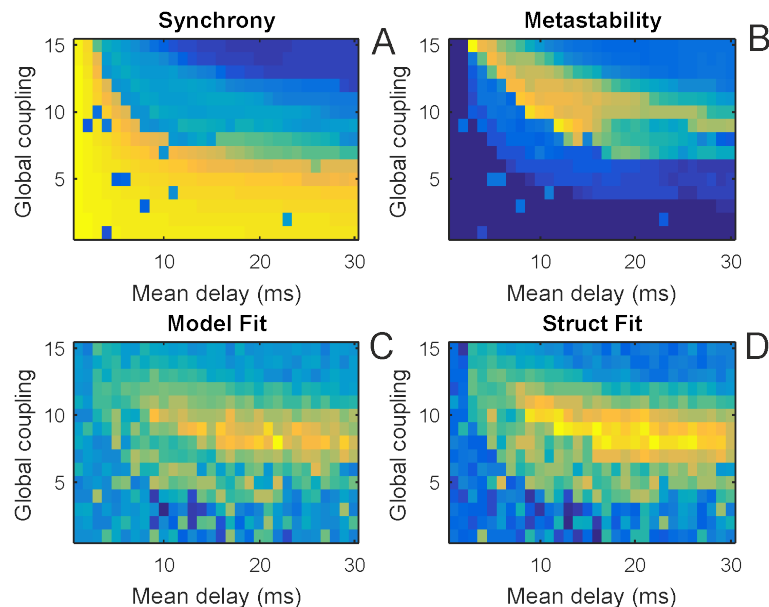 Synchrony
A
Global coupling
15
10
5
10 20 30
Mean delay (ms)
Metastability
B
Global coupling
15
10
5
10 20 30
Mean delay (ms)
Model Fit
C
Global coupling
15
10
5
10 20 30
Mean delay (ms)
Struct Fit
D
Global coupling
15
10
5
10 20 30
Mean delay (ms)